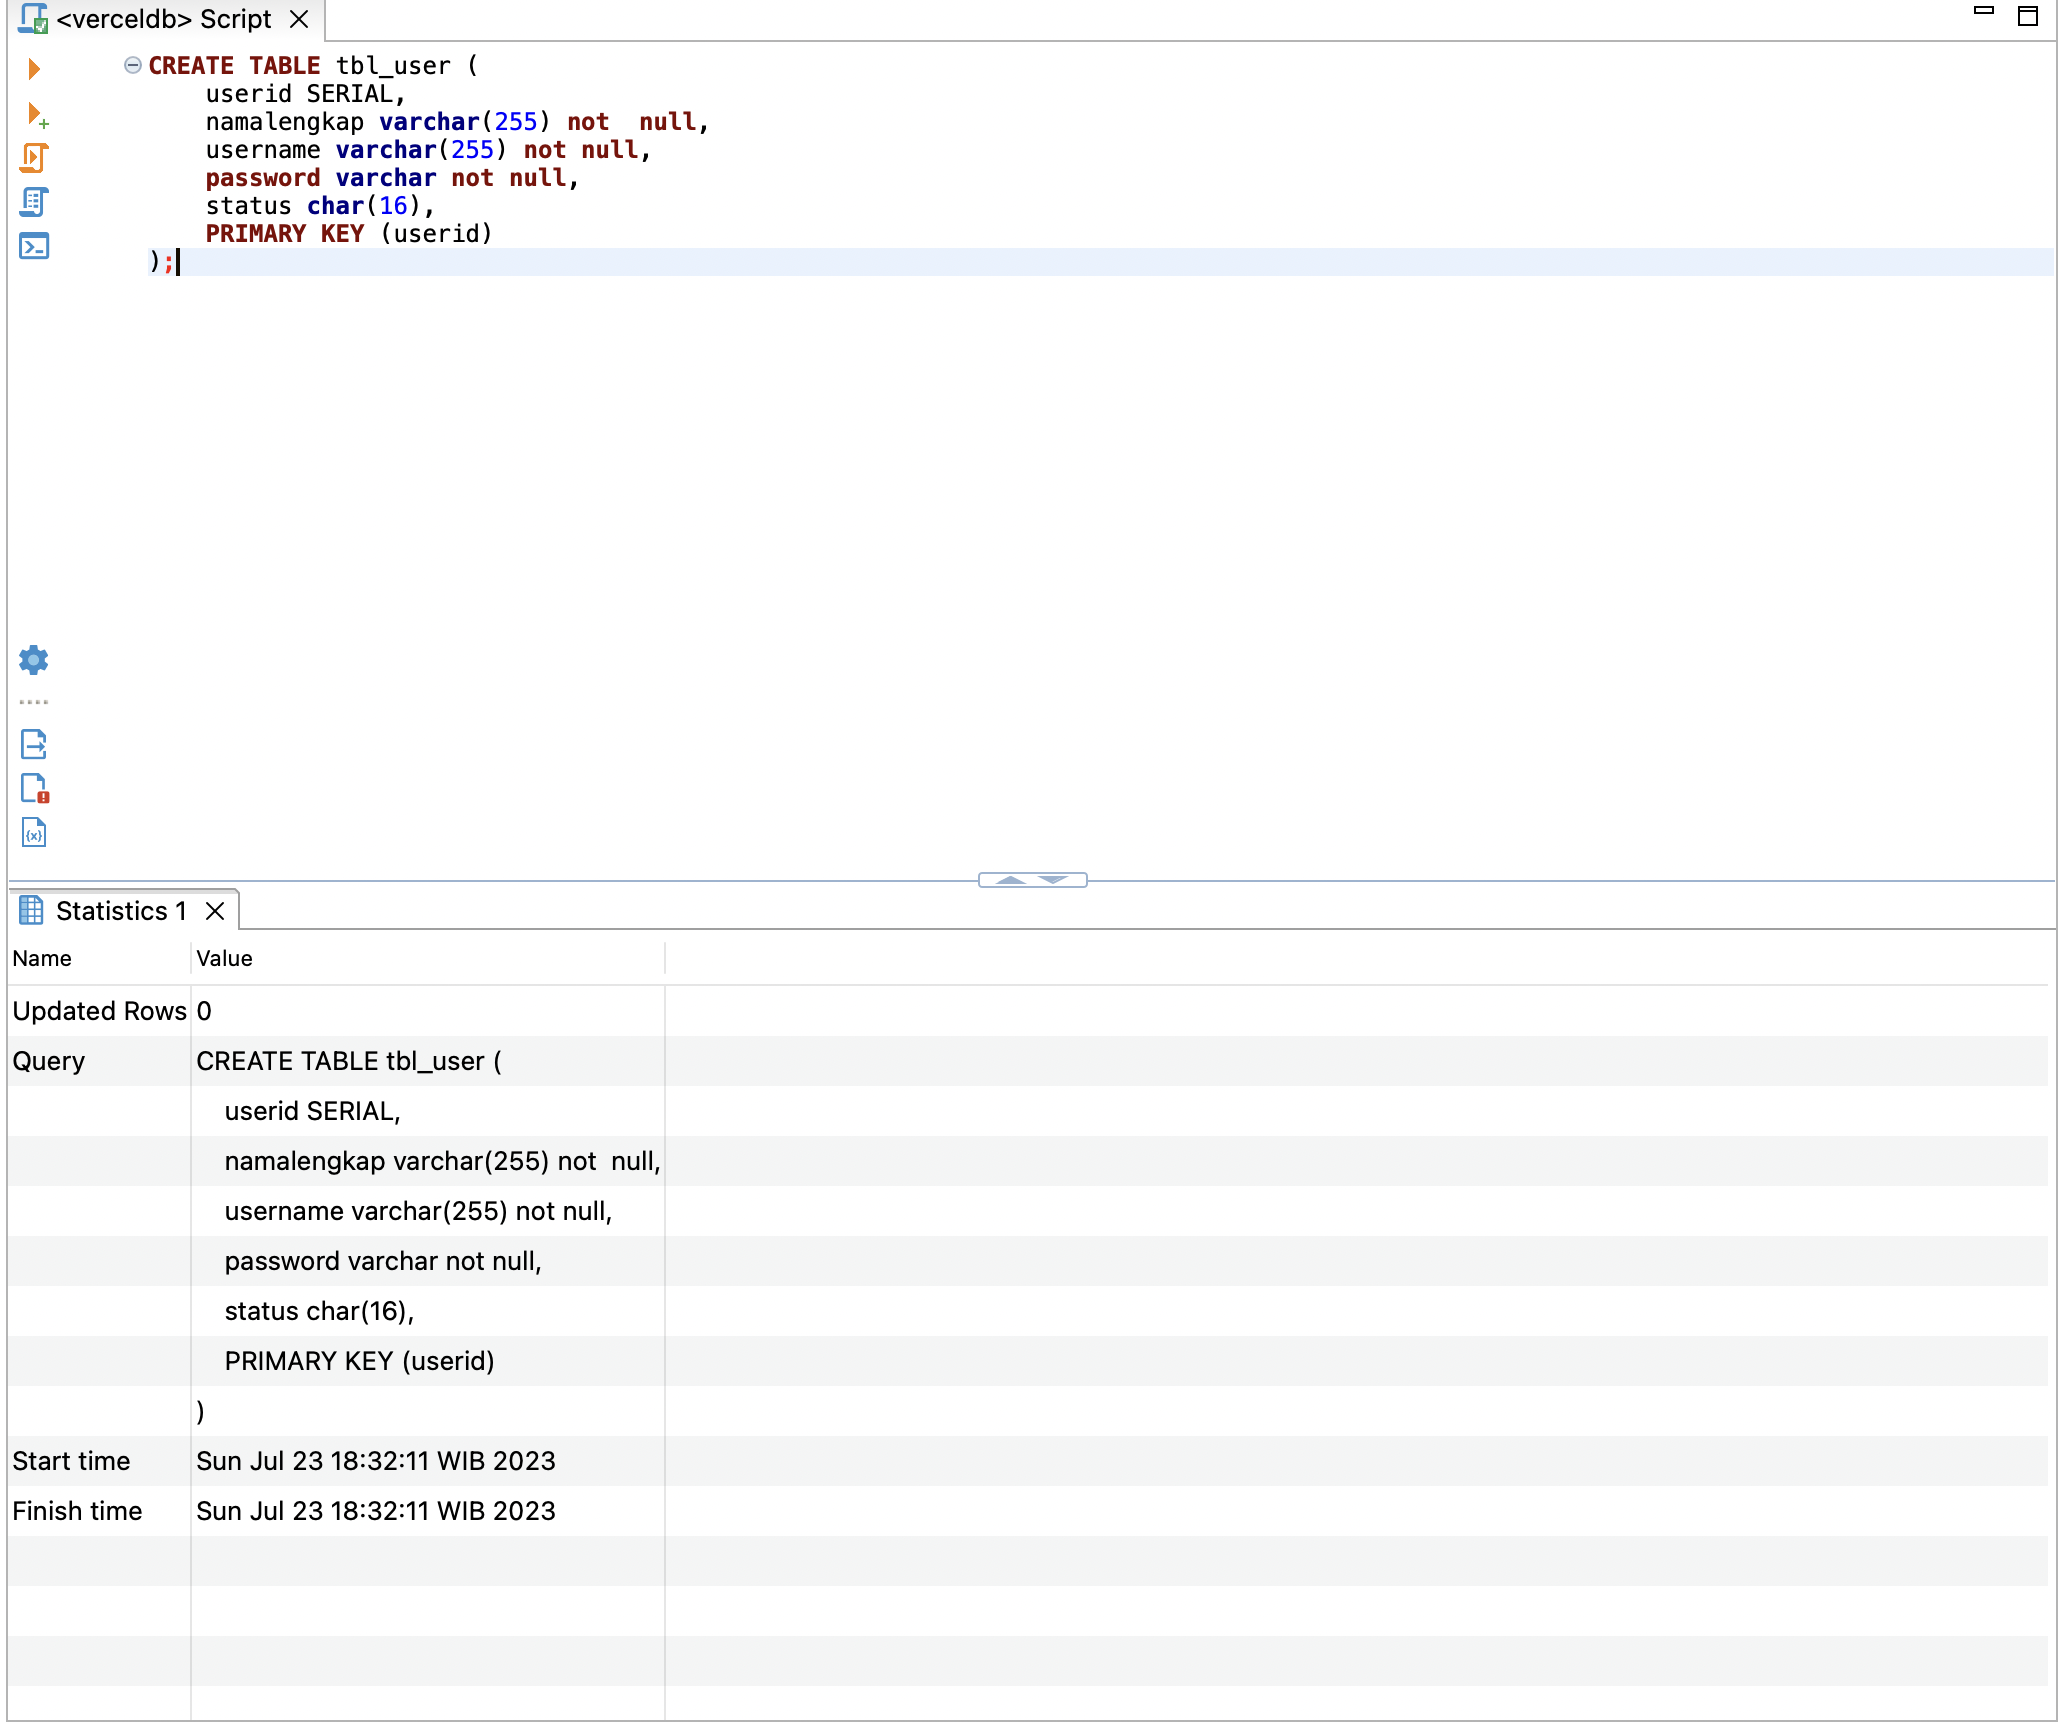 <verceldb> Script
CREATE TABLE tbl_user (
userid SERIAL,
namalengkap varchar(255) not  null,
username varchar(255) not null,
password varchar not null,
status char(16),
PRIMARY KEY (userid)
);
Statistics 1
Name Value
Updated Rows 0
Query CREATE TABLE tbl_user (
userid SERIAL,
namalengkap varchar(255) not  null,
username varchar(255) not null,
password varchar not null,
status char(16),
PRIMARY KEY (userid)
)
Start time Sun Jul 23 18:32:11 WIB 2023
Finish time Sun Jul 23 18:32:11 WIB 2023